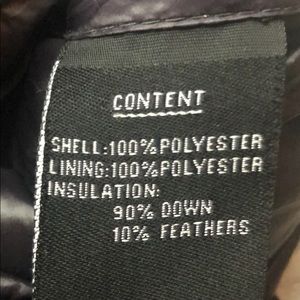 CONTENT
SHELL:100%POLYESTER
LINING:100%POLYESTER
INSULATION:
90% DOWN
10% FEATHERS